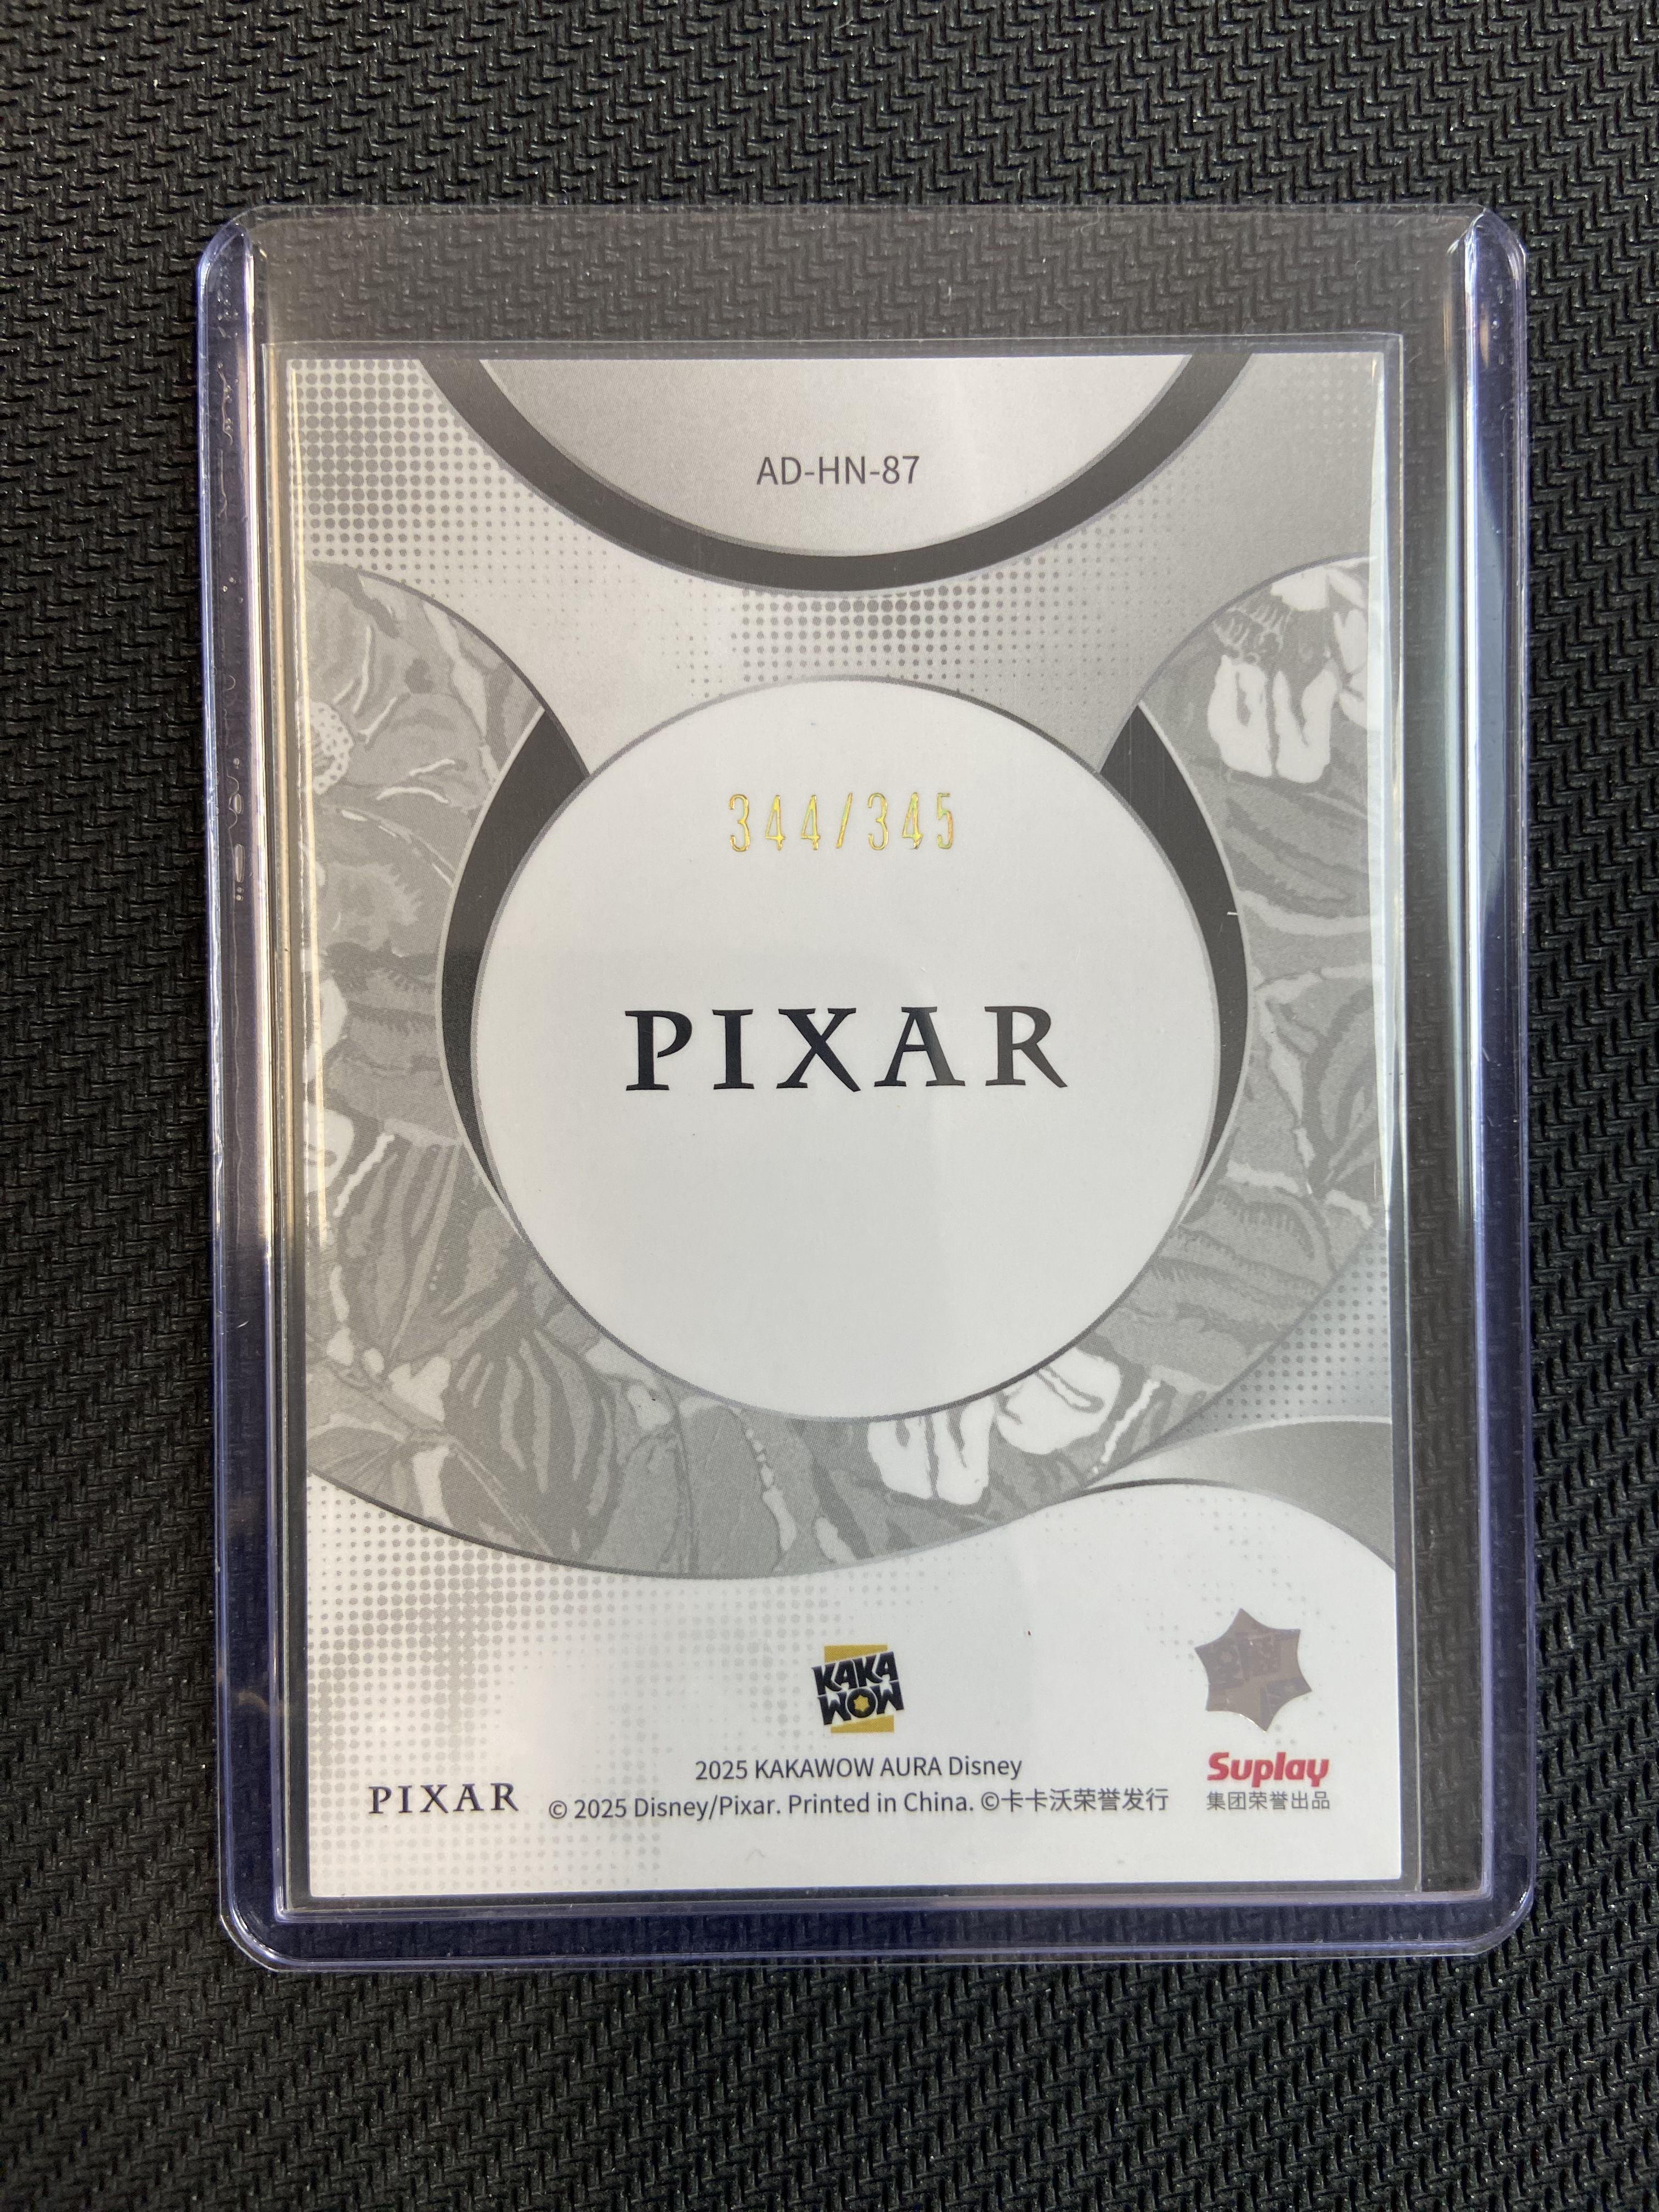 AD-HN-87
344/345
PIXAR
KAKA
WOW
2025 KAKAWOW AURA Disney
PIXAR
© 2025 Disney/Pixar. Printed in China. ©卡卡沃荣誉发行
Suplay
集团荣誉出品